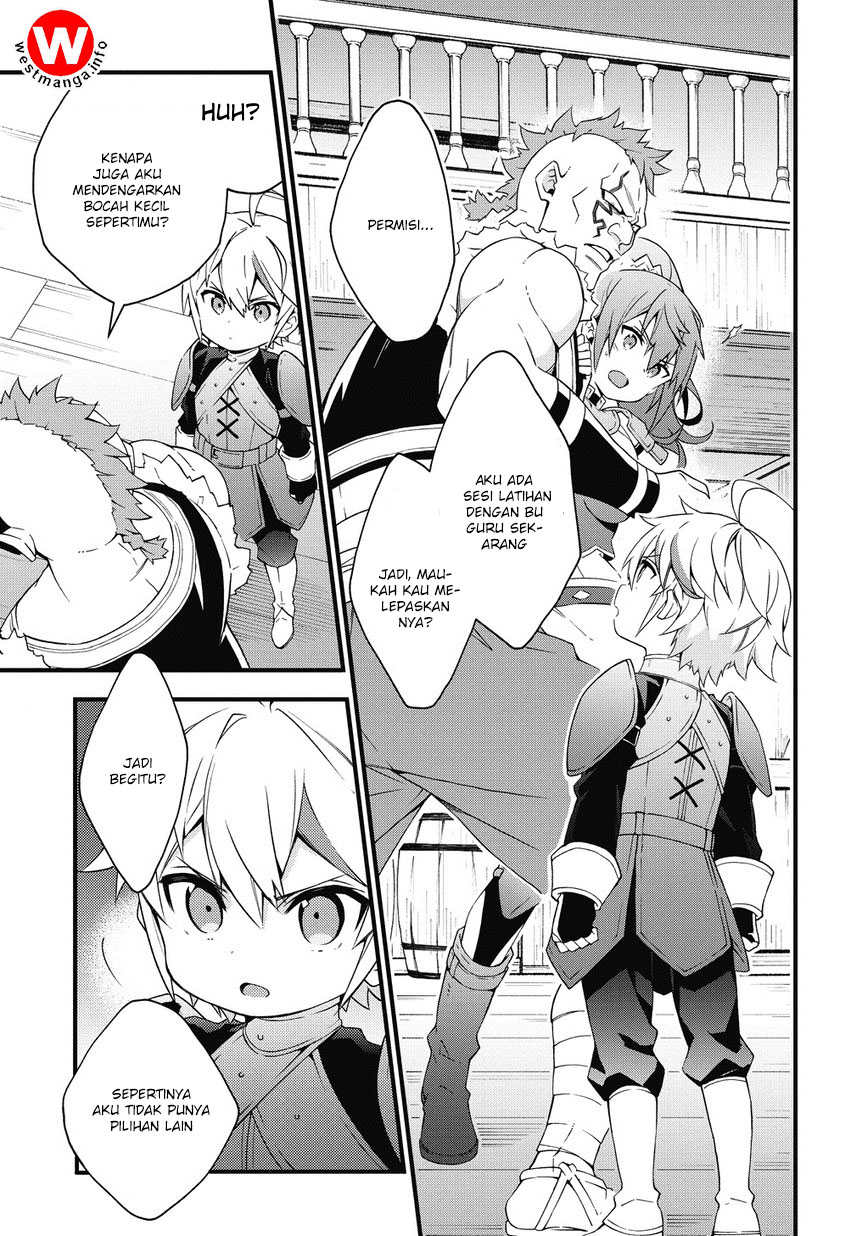 W
westmanga.info
PERMISI...
AKU ADA
SESI LATIHAN
DENGAN BU
GURU SEK-
ARANG
JADI, MAU-
KAH KAU ME-
LEPASKAN
NYA?
HUH?
KENAPA
JUGA AKU
MENDENGARKAN
BOCAH KECIL
SEPERTIMU?
JADI
BEGITU?
SEPERTINYA
AKU TIDAK PUNYA
PILIHAN LAIN